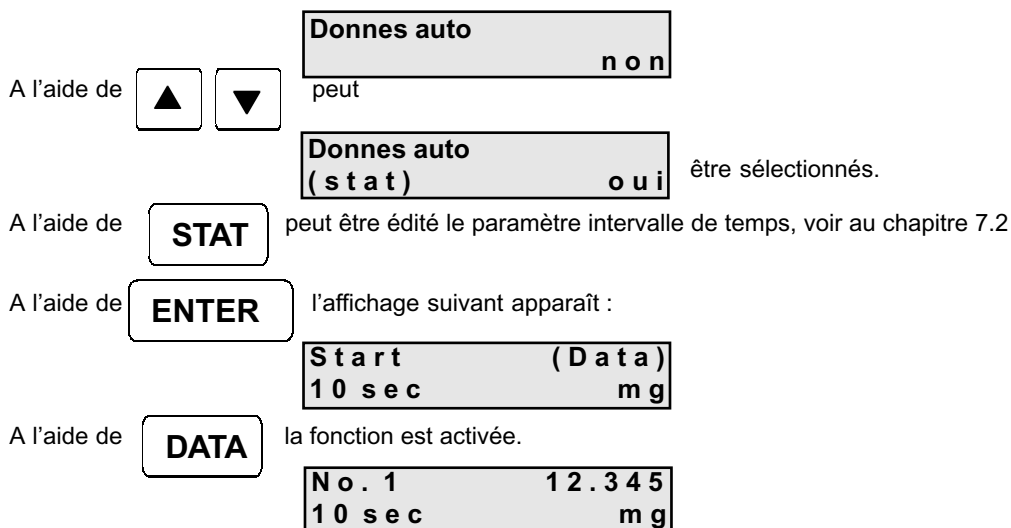 Donnes auto
non
A l'aide de ▲ ▼ peut
Donnes auto
(stat) oui être sélectionnés.
A l'aide de STAT peut être édité le paramètre intervalle de temps, voir au chapitre 7.2
A l'aide de ENTER l'affichage suivant apparaît :
Start (Data)
10 sec mg
A l'aide de DATA la fonction est activée.
No. 1 12.345
10 sec mg